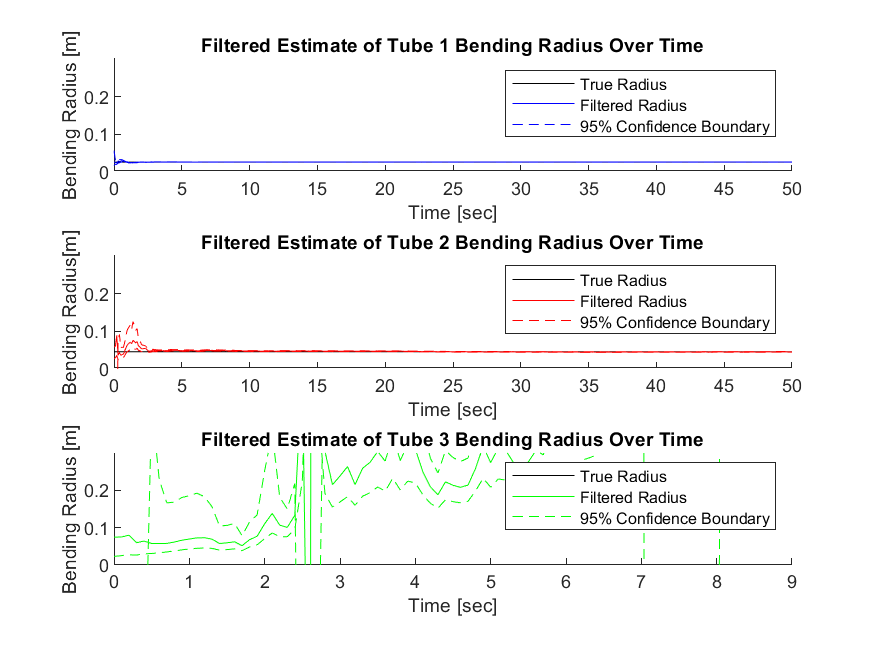 Filtered Estimate of Tube 1 Bending Radius Over Time
Bending Radius [m]
0.2
0.1
0
True Radius
Filtered Radius
95% Confidence Boundary
0 5 10 15 20 25 30 35 40 45 50
Time [sec]
Filtered Estimate of Tube 2 Bending Radius Over Time
Bending Radius[m]
0.2
0.1
0
True Radius
Filtered Radius
95% Confidence Boundary
0 5 10 15 20 25 30 35 40 45 50
Time [sec]
Filtered Estimate of Tube 3 Bending Radius Over Time
Bending Radius [m]
0.2
0.1
0
True Radius
Filtered Radius
95% Confidence Boundary
0 1 2 3 4 5 6 7 8 9
Time [sec]